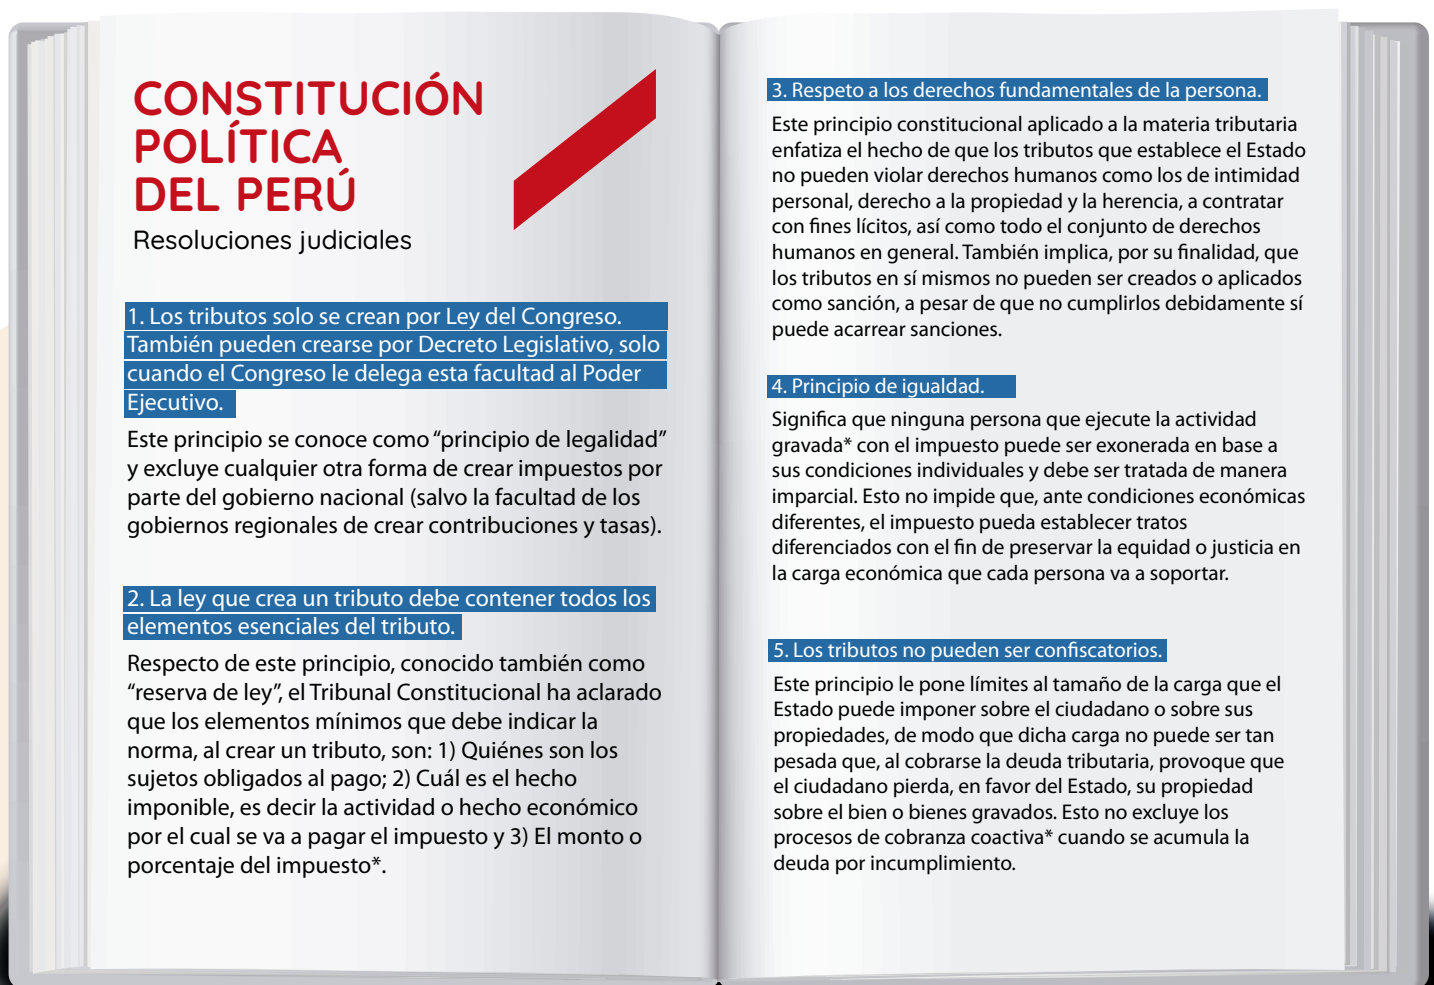 CONSTITUCIÓN
POLÍTICA
DEL PERÚ
Resoluciones judiciales
1. Los tributos solo se crean por Ley del Congreso.
También pueden crearse por Decreto Legislativo, solo
cuando el Congreso le delega esta facultad al Poder
Ejecutivo.
Este principio se conoce como “principio de legalidad”
y excluye cualquier otra forma de crear impuestos por
parte del gobierno nacional (salvo la facultad de los
gobiernos regionales de crear contribuciones y tasas).
2. La ley que crea un tributo debe contener todos los
elementos esenciales del tributo.
Respecto de este principio, conocido también como
“reserva de ley”, el Tribunal Constitucional ha aclarado
que los elementos mínimos que debe indicar la
norma, al crear un tributo, son: 1) Quiénes son los
sujetos obligados al pago; 2) Cuál es el hecho
imponible, es decir la actividad o hecho económico
por el cual se va a pagar el impuesto y 3) El monto o
porcentaje del impuesto*.
3. Respeto a los derechos fundamentales de la persona.
Este principio constitucional aplicado a la materia tributaria
enfatiza el hecho de que los tributos que establece el Estado
no pueden violar derechos humanos como los de intimidad
personal, derecho a la propiedad y la herencia, a contratar
con fines lícitos, así como todo el conjunto de derechos
humanos en general. También implica, por su finalidad, que
los tributos en sí mismos no pueden ser creados o aplicados
como sanción, a pesar de que no cumplirlos debidamente sí
puede acarrear sanciones.
4. Principio de igualdad.
Significa que ninguna persona que ejecute la actividad
gravada* con el impuesto puede ser exonerada en base a
sus condiciones individuales y debe ser tratada de manera
imparcial. Esto no impide que, ante condiciones económicas
diferentes, el impuesto pueda establecer tratos
diferenciados con el fin de preservar la equidad o justicia en
la carga económica que cada persona va a soportar.
5. Los tributos no pueden ser confiscatorios.
Este principio le pone límites al tamaño de la carga que el
Estado puede imponer sobre el ciudadano o sobre sus
propiedades, de modo que dicha carga no puede ser tan
pesada que, al cobrarse la deuda tributaria, provoque que
el ciudadano pierda, en favor del Estado, su propiedad
sobre el bien o bienes gravados. Esto no excluye los
procesos de cobranza coactiva* cuando se acumula la
deuda por incumplimiento.